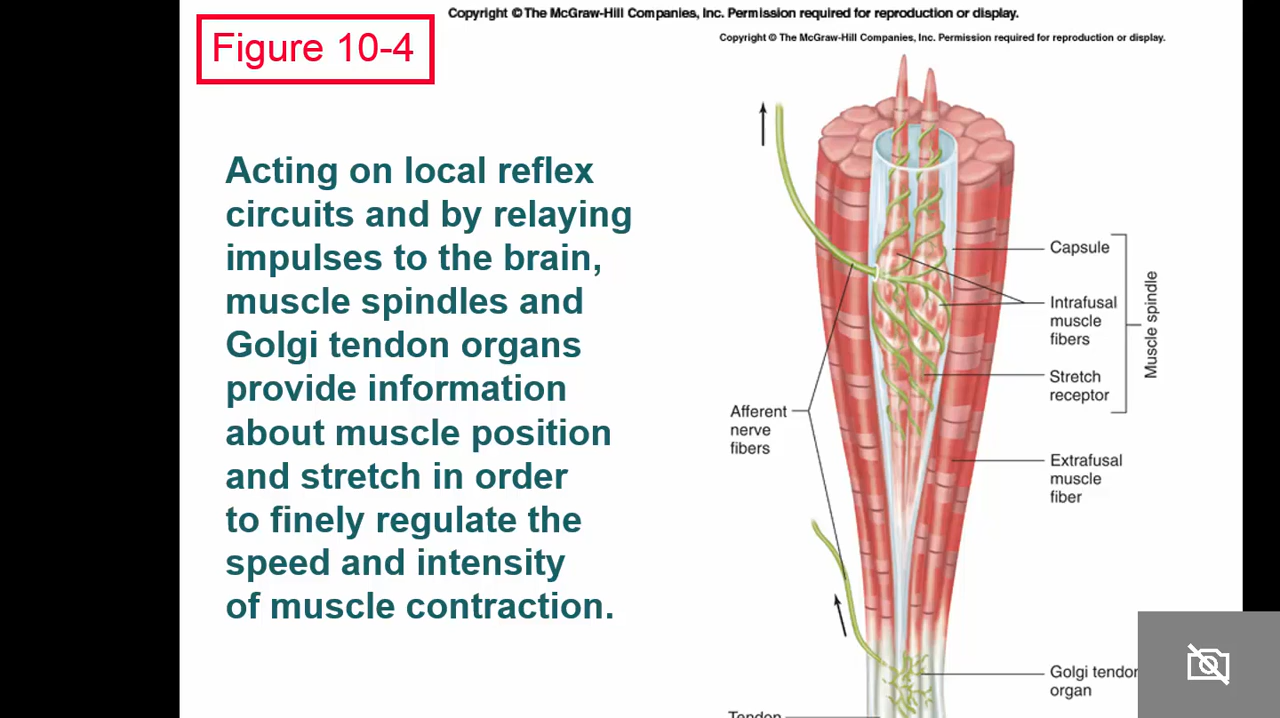 Copyright © The McGraw-Hill Companies, Inc. Permission required for reproduction or display.
Copyright © The McGraw-Hill Companies, Inc. Permission required for reproduction or display.
Figure 10-4
Acting on local reflex
circuits and by relaying
impulses to the brain,
muscle spindles and
Golgi tendon organs
provide information
about muscle position
and stretch in order
to finely regulate the
speed and intensity
of muscle contraction.
Capsule
Intrafusal
muscle
fibers
Stretch
receptor
Muscle spindle
Afferent
nerve
fibers
Extrafusal
muscle
fiber
Golgi tendon
organ
Tendon